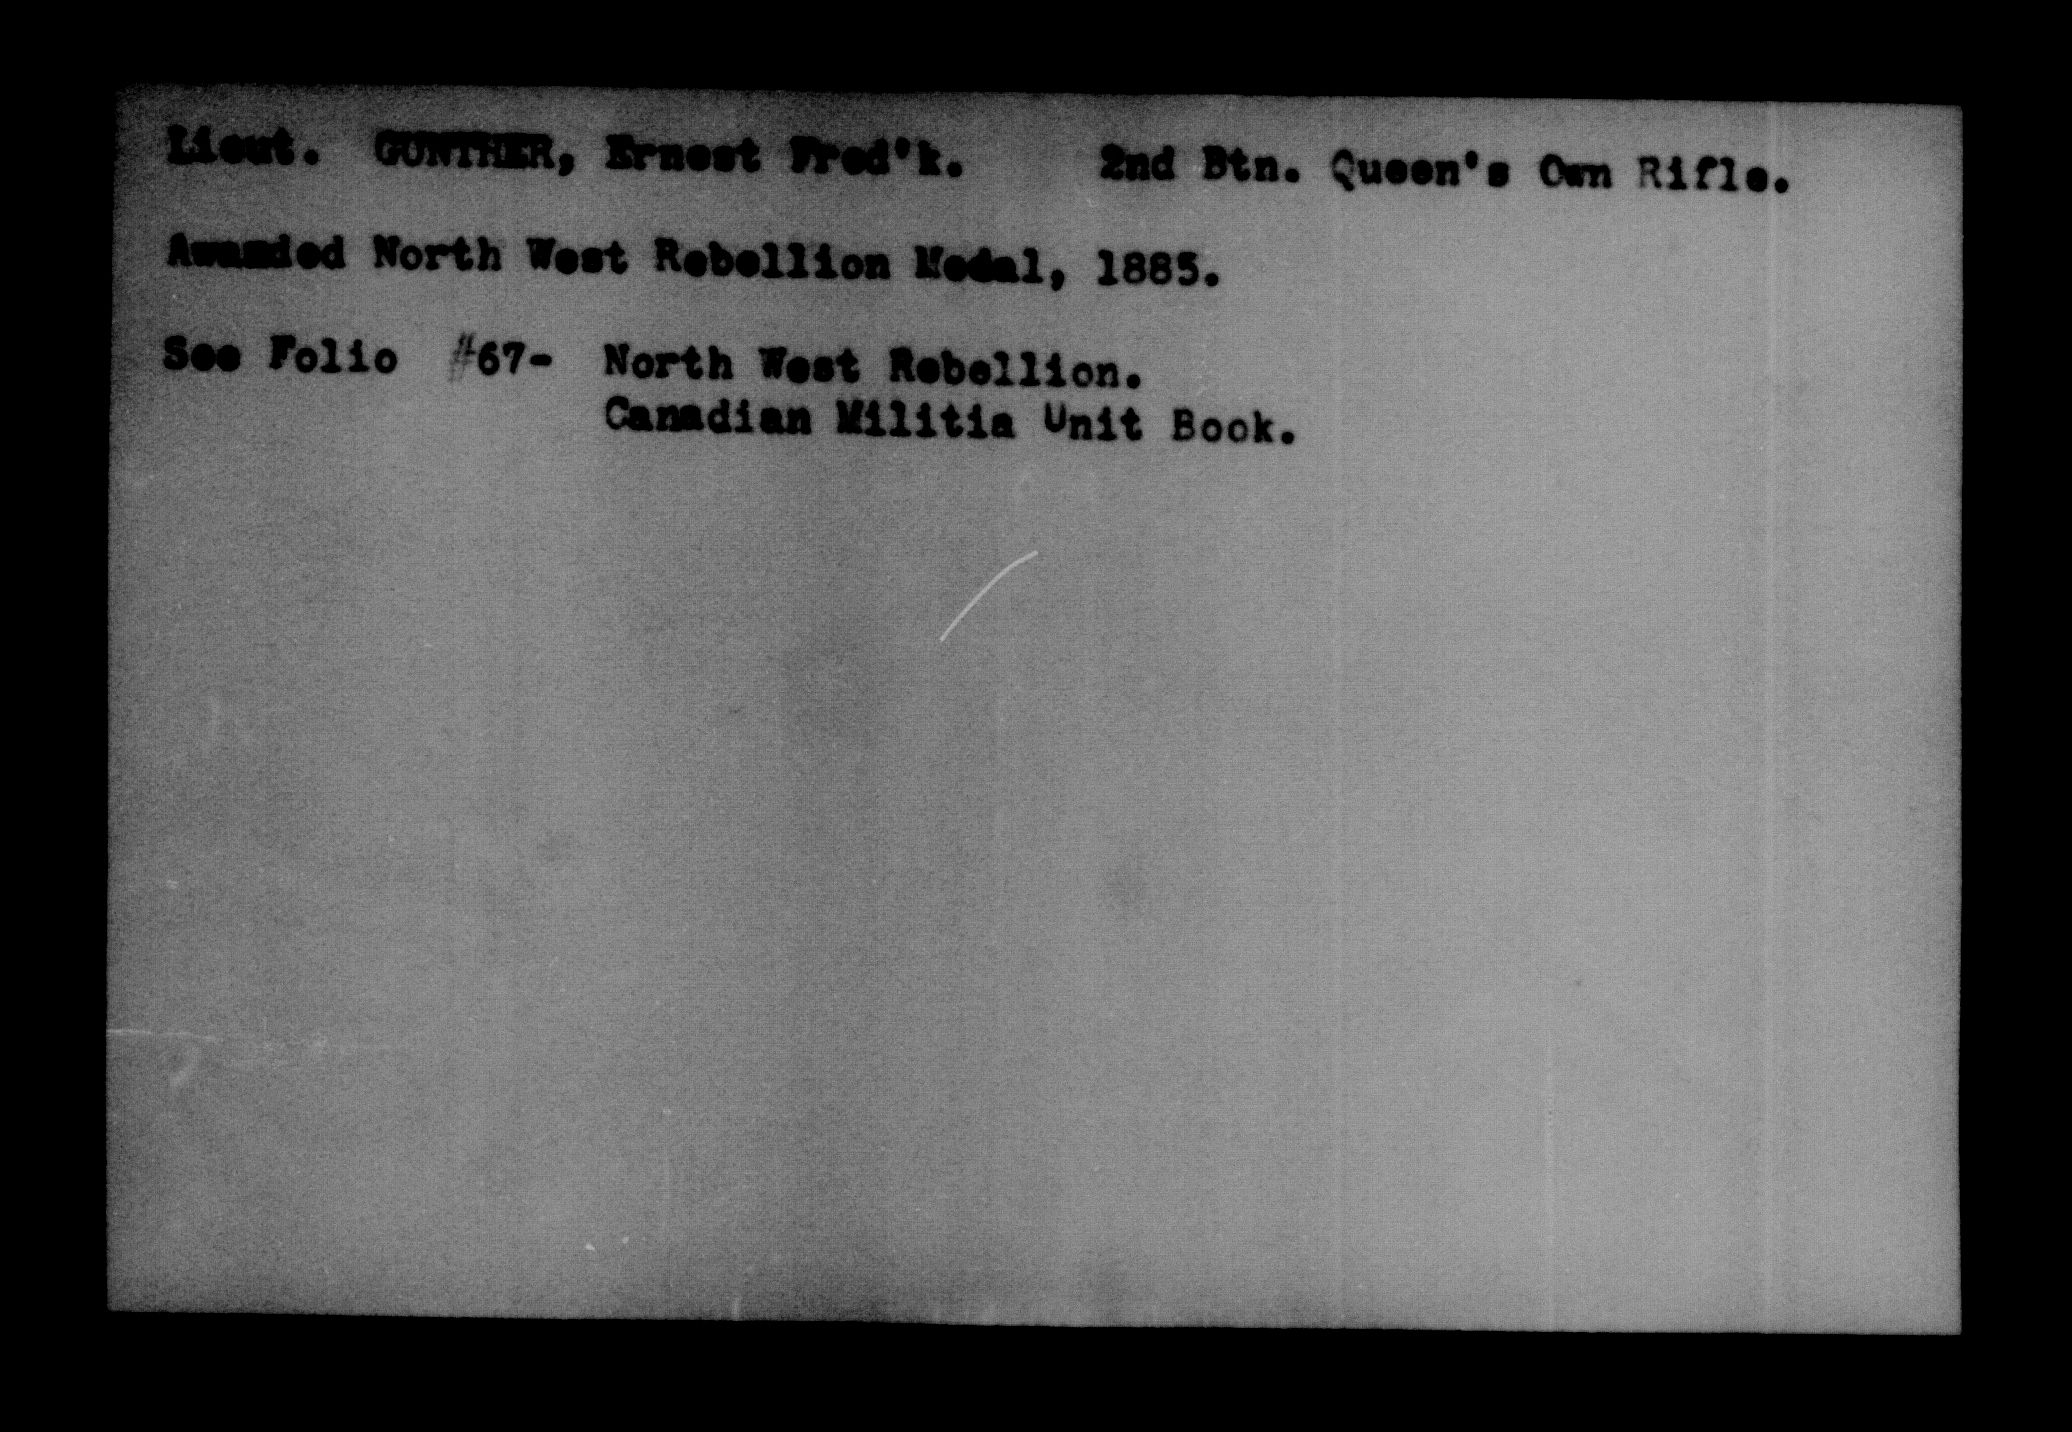 Lieut. GUNTHER, Ernest Fred'k. 2nd Btn. Queen's Own Rifle.
Awarded North West Rebellion Medal, 1885.
See Folio #67- North West Rebellion.
Canadian Militia Unit Book.